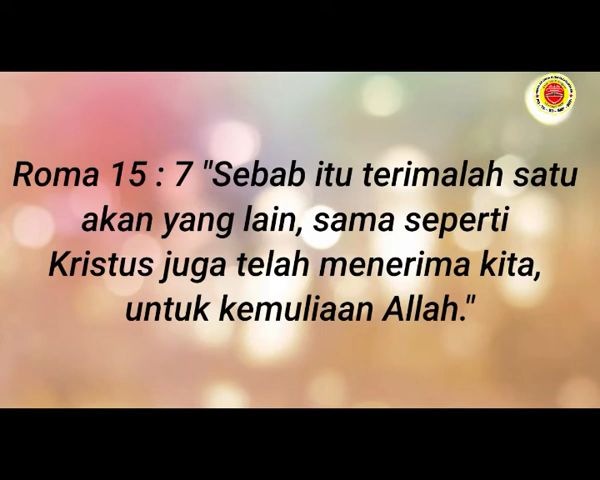 Roma 15 : 7 "Sebab itu terimalah satu
akan yang lain, sama seperti
Kristus juga telah menerima kita,
untuk kemuliaan Allah."